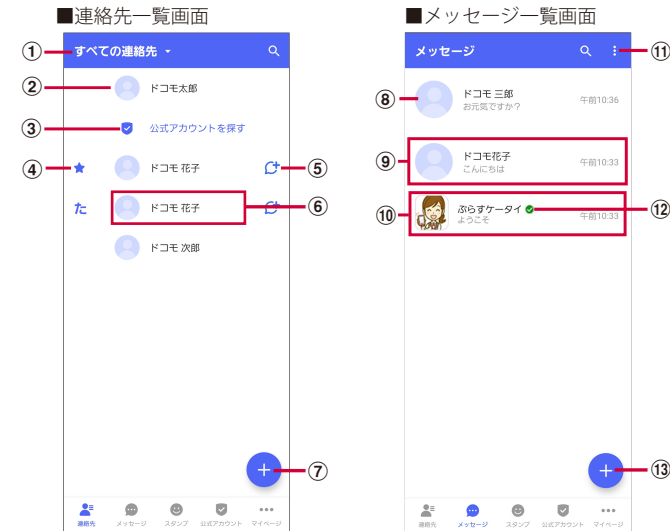 ■連絡先一覧画面
① すべての連絡先
② ドコモ太郎
③ 公式アカウントを探す
④ ドコモ 花子 ⑤
た ドコモ 花子 ⑥
ドコモ 次郎
⑦
連絡先 メッセージ スタンプ 公式アカウント マイページ
■メッセージ一覧画面
メッセージ ⑪
⑧ ドコモ 三郎
お元気ですか? 午前10:36
⑨ ドコモ花子
こんにちは 午前10:33
⑩ ぷらすケータイ ⑫
ようこそ 午前10:33
⑬
連絡先 メッセージ スタンプ 公式アカウント マイページ